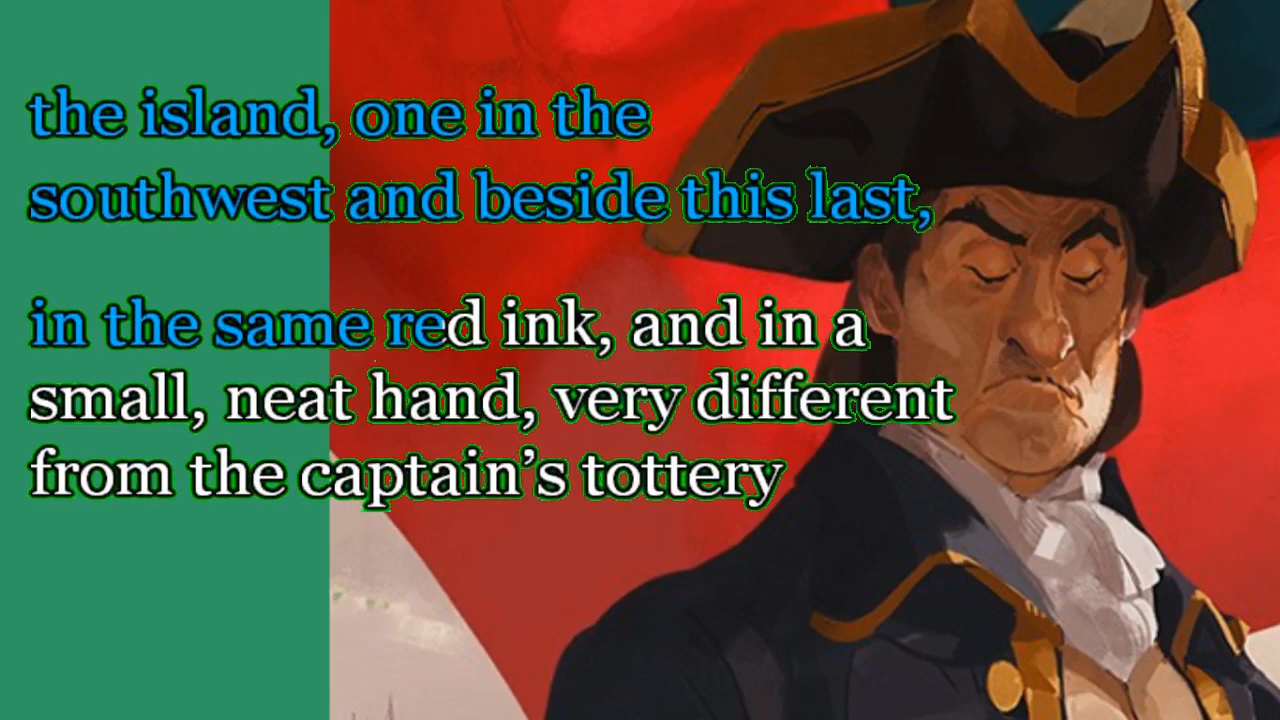 the island, one in the
southwest and beside this last,
in the same red ink, and in a
small, neat hand, very different
from the captain’s tottery